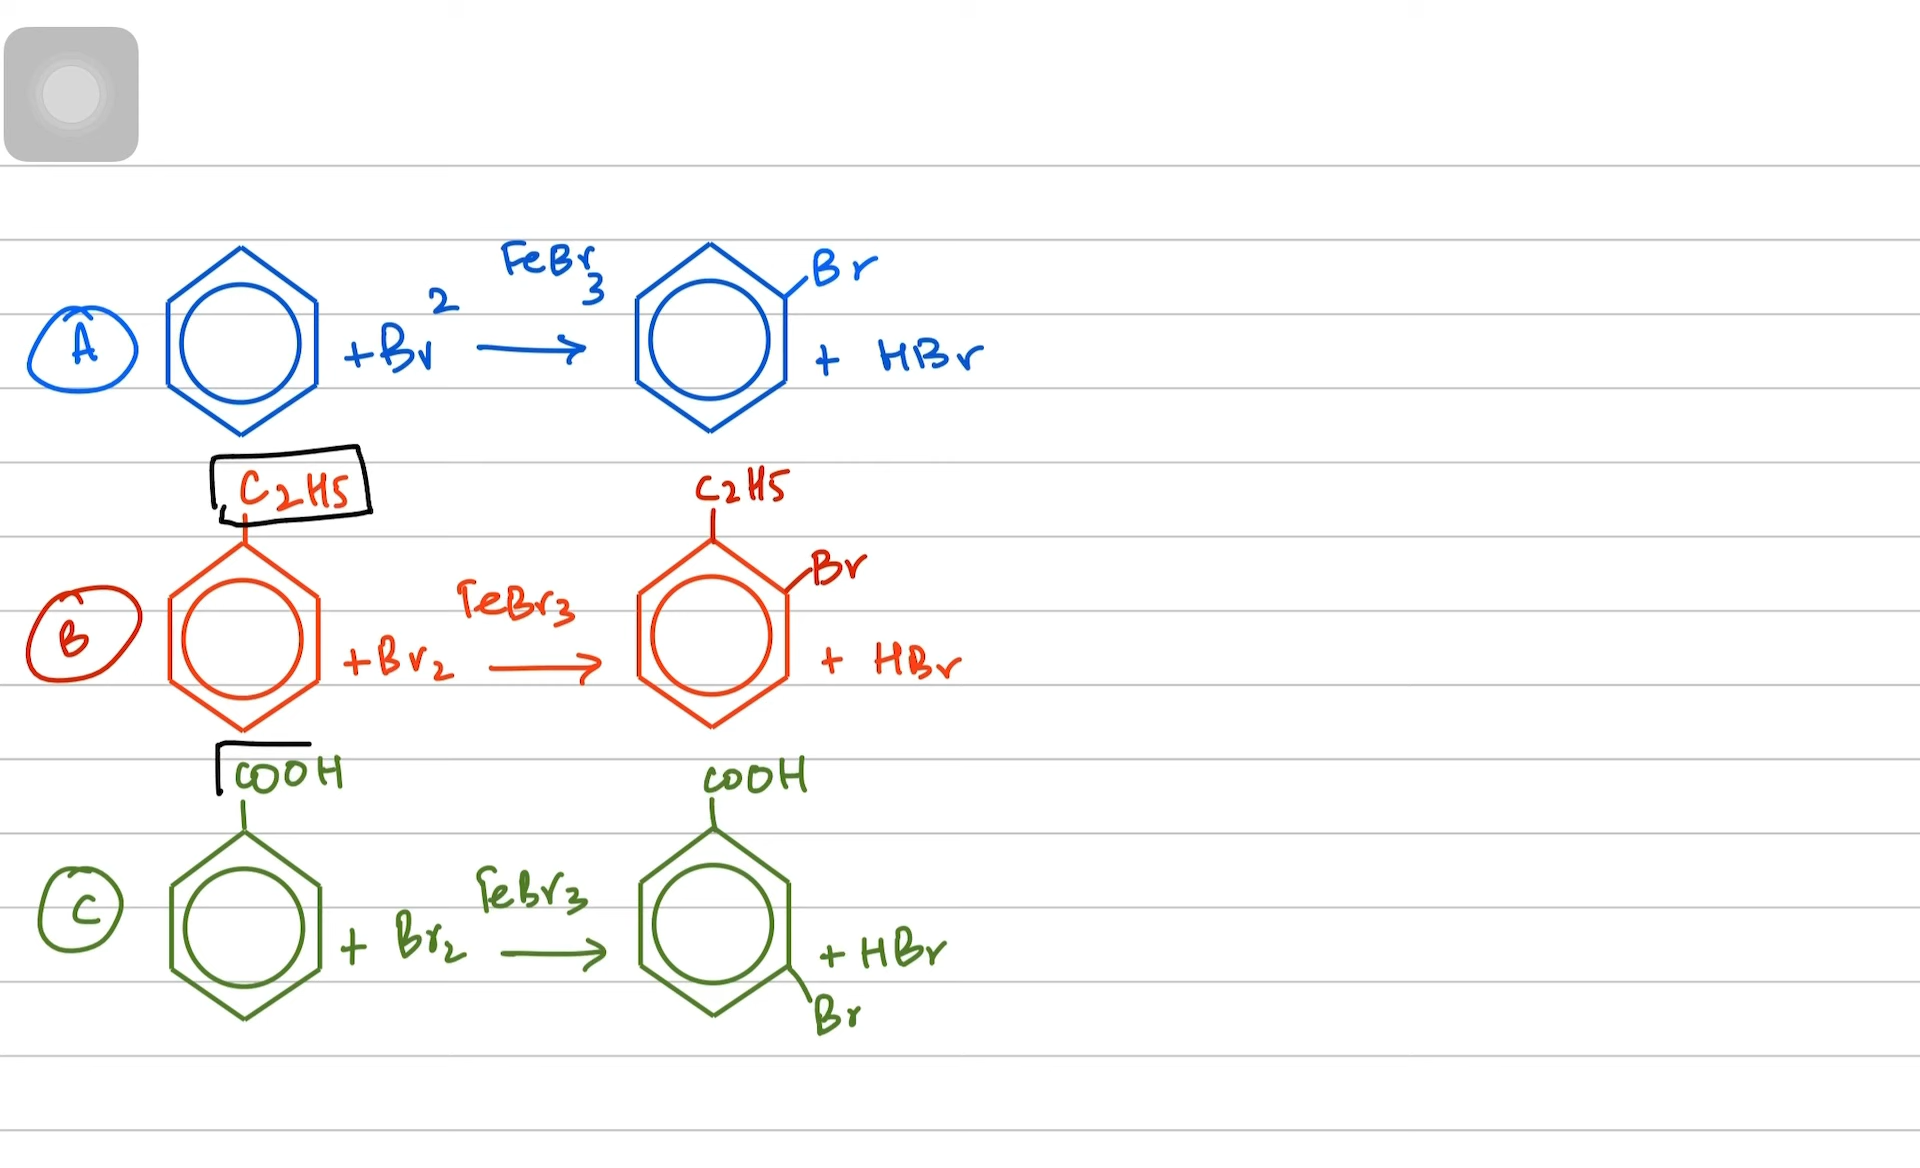 A + Br2 FeBr3 Br + HBr
C2H5 C2H5
B + Br2 FeBr3 Br + HBr
COOH COOH
C + Br2 FeBr3 + HBr
Br